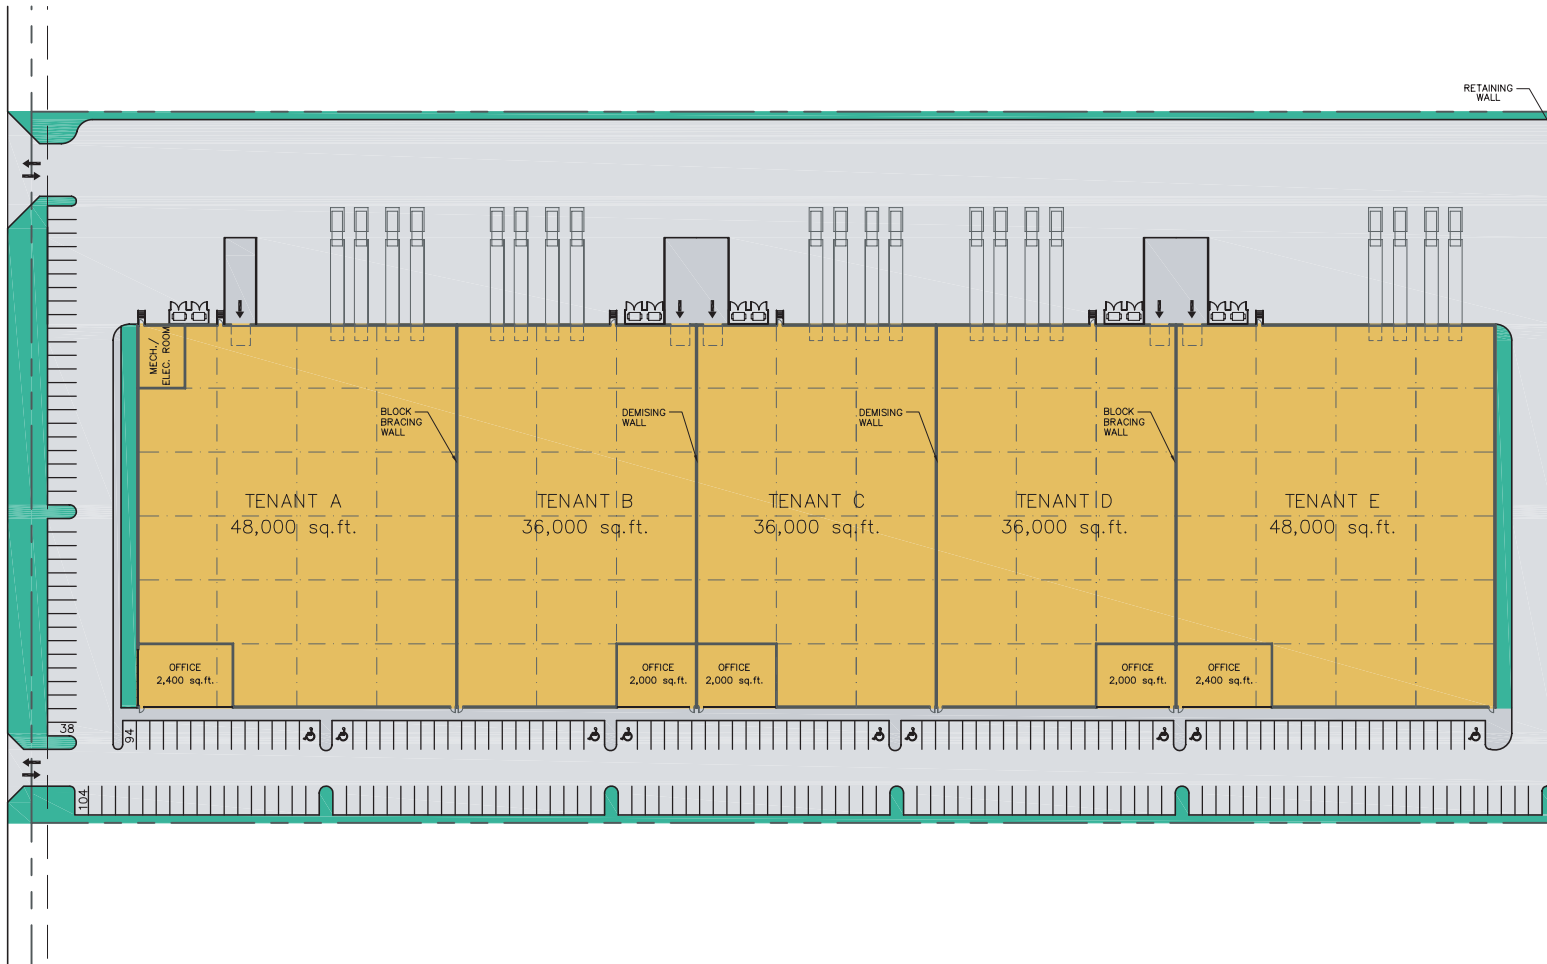 RETAINING
WALL
MECH./
ELEC. ROOM
BLOCK
BRACING
WALL
DEMISING
WALL
DEMISING
WALL
BLOCK
BRACING
WALL
TENANT A
48,000 sq.ft.
TENANT B
36,000 sq.ft.
TENANT C
36,000 sq.ft.
TENANT D
36,000 sq.ft.
TENANT E
48,000 sq.ft.
OFFICE
2,400 sq.ft.
OFFICE
2,000 sq.ft.
OFFICE
2,000 sq.ft.
OFFICE
2,000 sq.ft.
OFFICE
2,400 sq.ft.
38
94
104